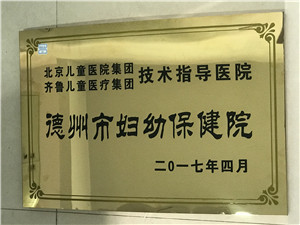 北京儿童医院集团
齐鲁儿童医疗集团 技术指导医院
德州市妇幼保健院
二0一七年四月